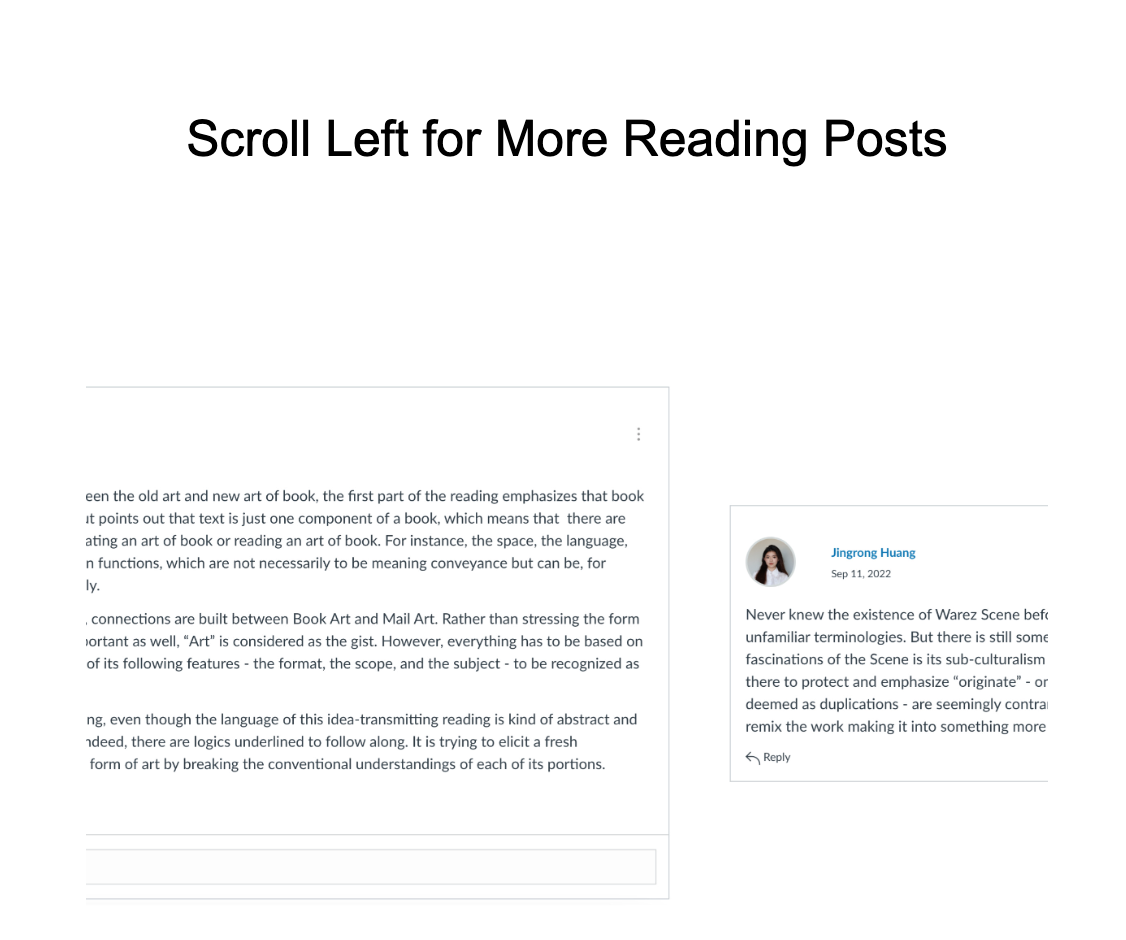 Scroll Left for More Reading Posts
een the old art and new art of book, the first part of the reading emphasizes that book
points out that text is just one component of a book, which means that there are
ating an art of book or reading an art of book. For instance, the space, the language,
n functions, which are not necessarily to be meaning conveyance but can be, for
ly.
, connections are built between Book Art and Mail Art. Rather than stressing the form
portant as well, “Art” is considered as the gist. However, everything has to be based on
of its following features - the format, the scope, and the subject - to be recognized as
ng, even though the language of this idea-transmitting reading is kind of abstract and
ndeed, there are logics underlined to follow along. It is trying to elicit a fresh
form of art by breaking the conventional understandings of each of its portions.
Jingrong Huang
Sep 11, 2022
Never knew the existence of Warez Scene befo
unfamiliar terminologies. But there is still some
fascinations of the Scene is its sub-culturalism
there to protect and emphasize “originate” - or
deemed as duplications - are seemingly contra
remix the work making it into something more
Reply